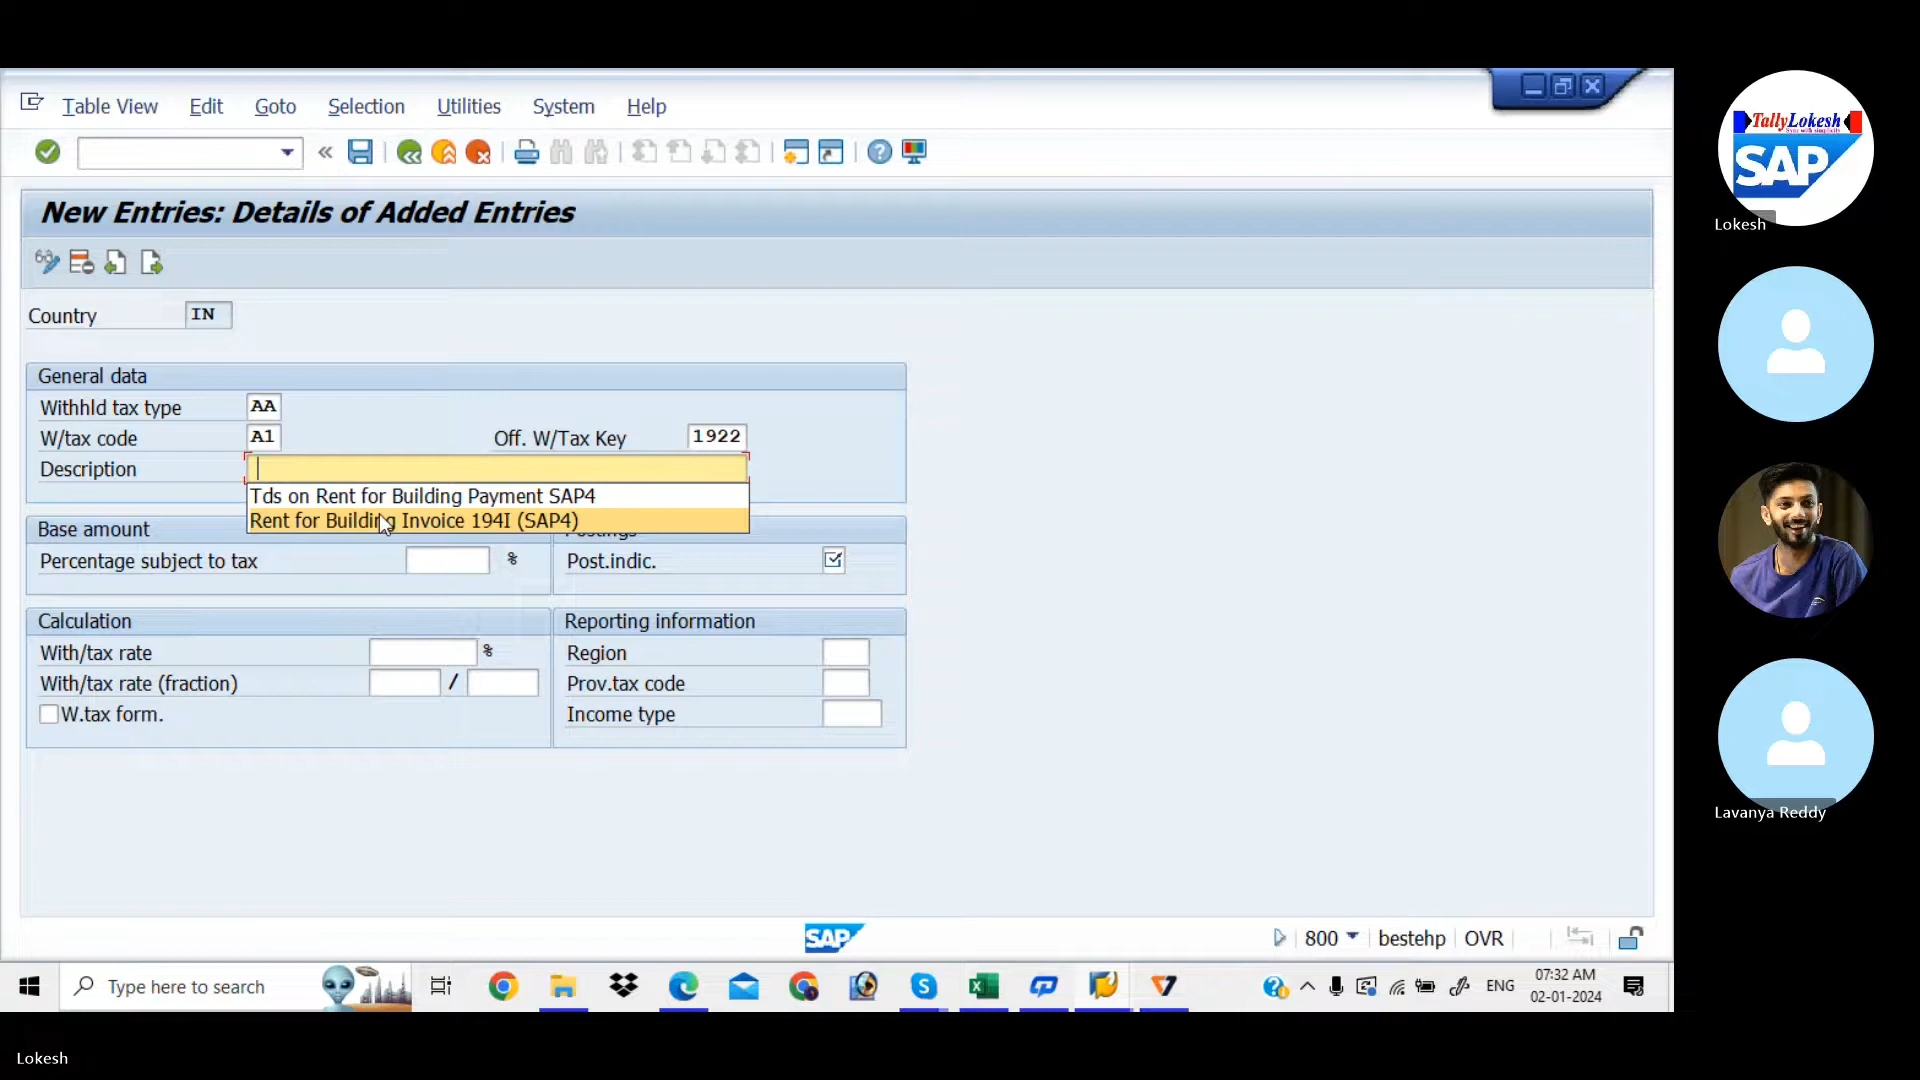 Table View Edit Goto Selection Utilities System Help
New Entries: Details of Added Entries
Country IN
General data
Withhld tax type AA
W/tax code A1 Off. W/Tax Key 1922
Description
Tds on Rent for Building Payment SAP4
Rent for Building Invoice 194I (SAP4)
Base amount
Percentage subject to tax %
Postings
Post.indic.
Calculation
With/tax rate %
With/tax rate (fraction) /
W.tax form.
Reporting information
Region
Prov.tax code
Income type
SAP
800 bestehp OVR
Type here to search
ENG
07:32 AM
02-01-2024
TallyLokesh
Sync with simplicity
SAP
Lokesh
Lavanya Reddy
Lokesh